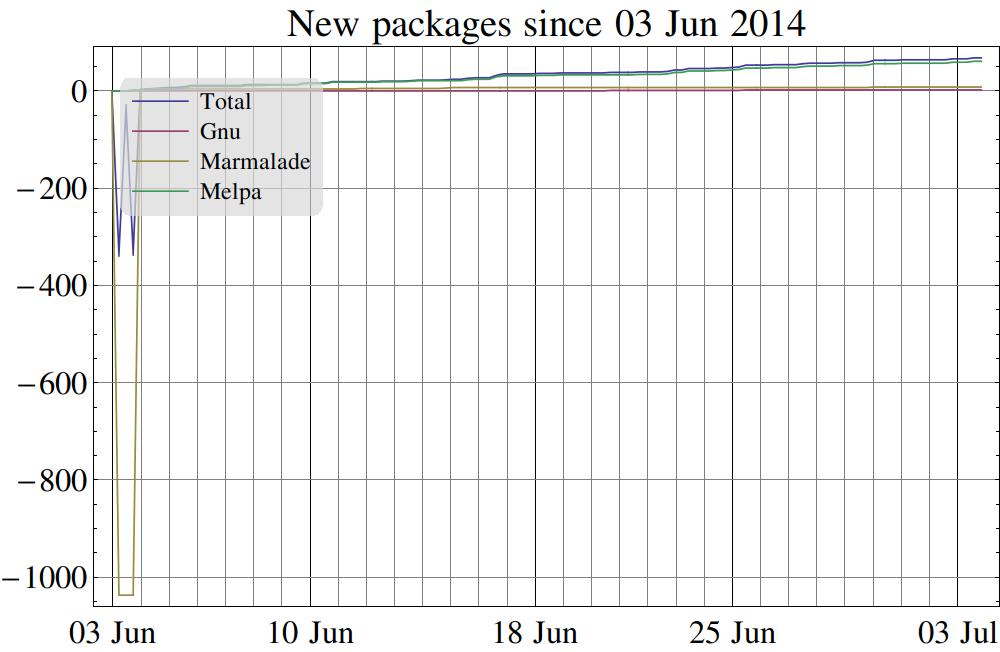 New packages since 03 Jun 2014
Total
Gnu
Marmalade
Melpa
0
−200
−400
−600
−800
−1000
03 Jun 10 Jun 18 Jun 25 Jun 03 Jul